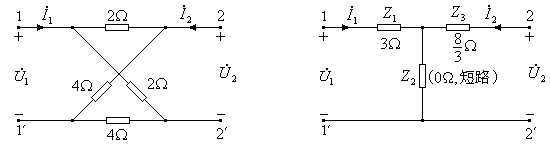 1 2Ω 2
İ₁ İ₂
+ +
U̇₁ 4Ω 2Ω U̇₂
− −
1′ 4Ω 2′
1 Z₁ Z₃ 2
İ₁ İ₂
+ 3Ω 8/3 Ω +
U̇₁ Z₂ (0Ω,短路) U̇₂
− −
1′ 2′